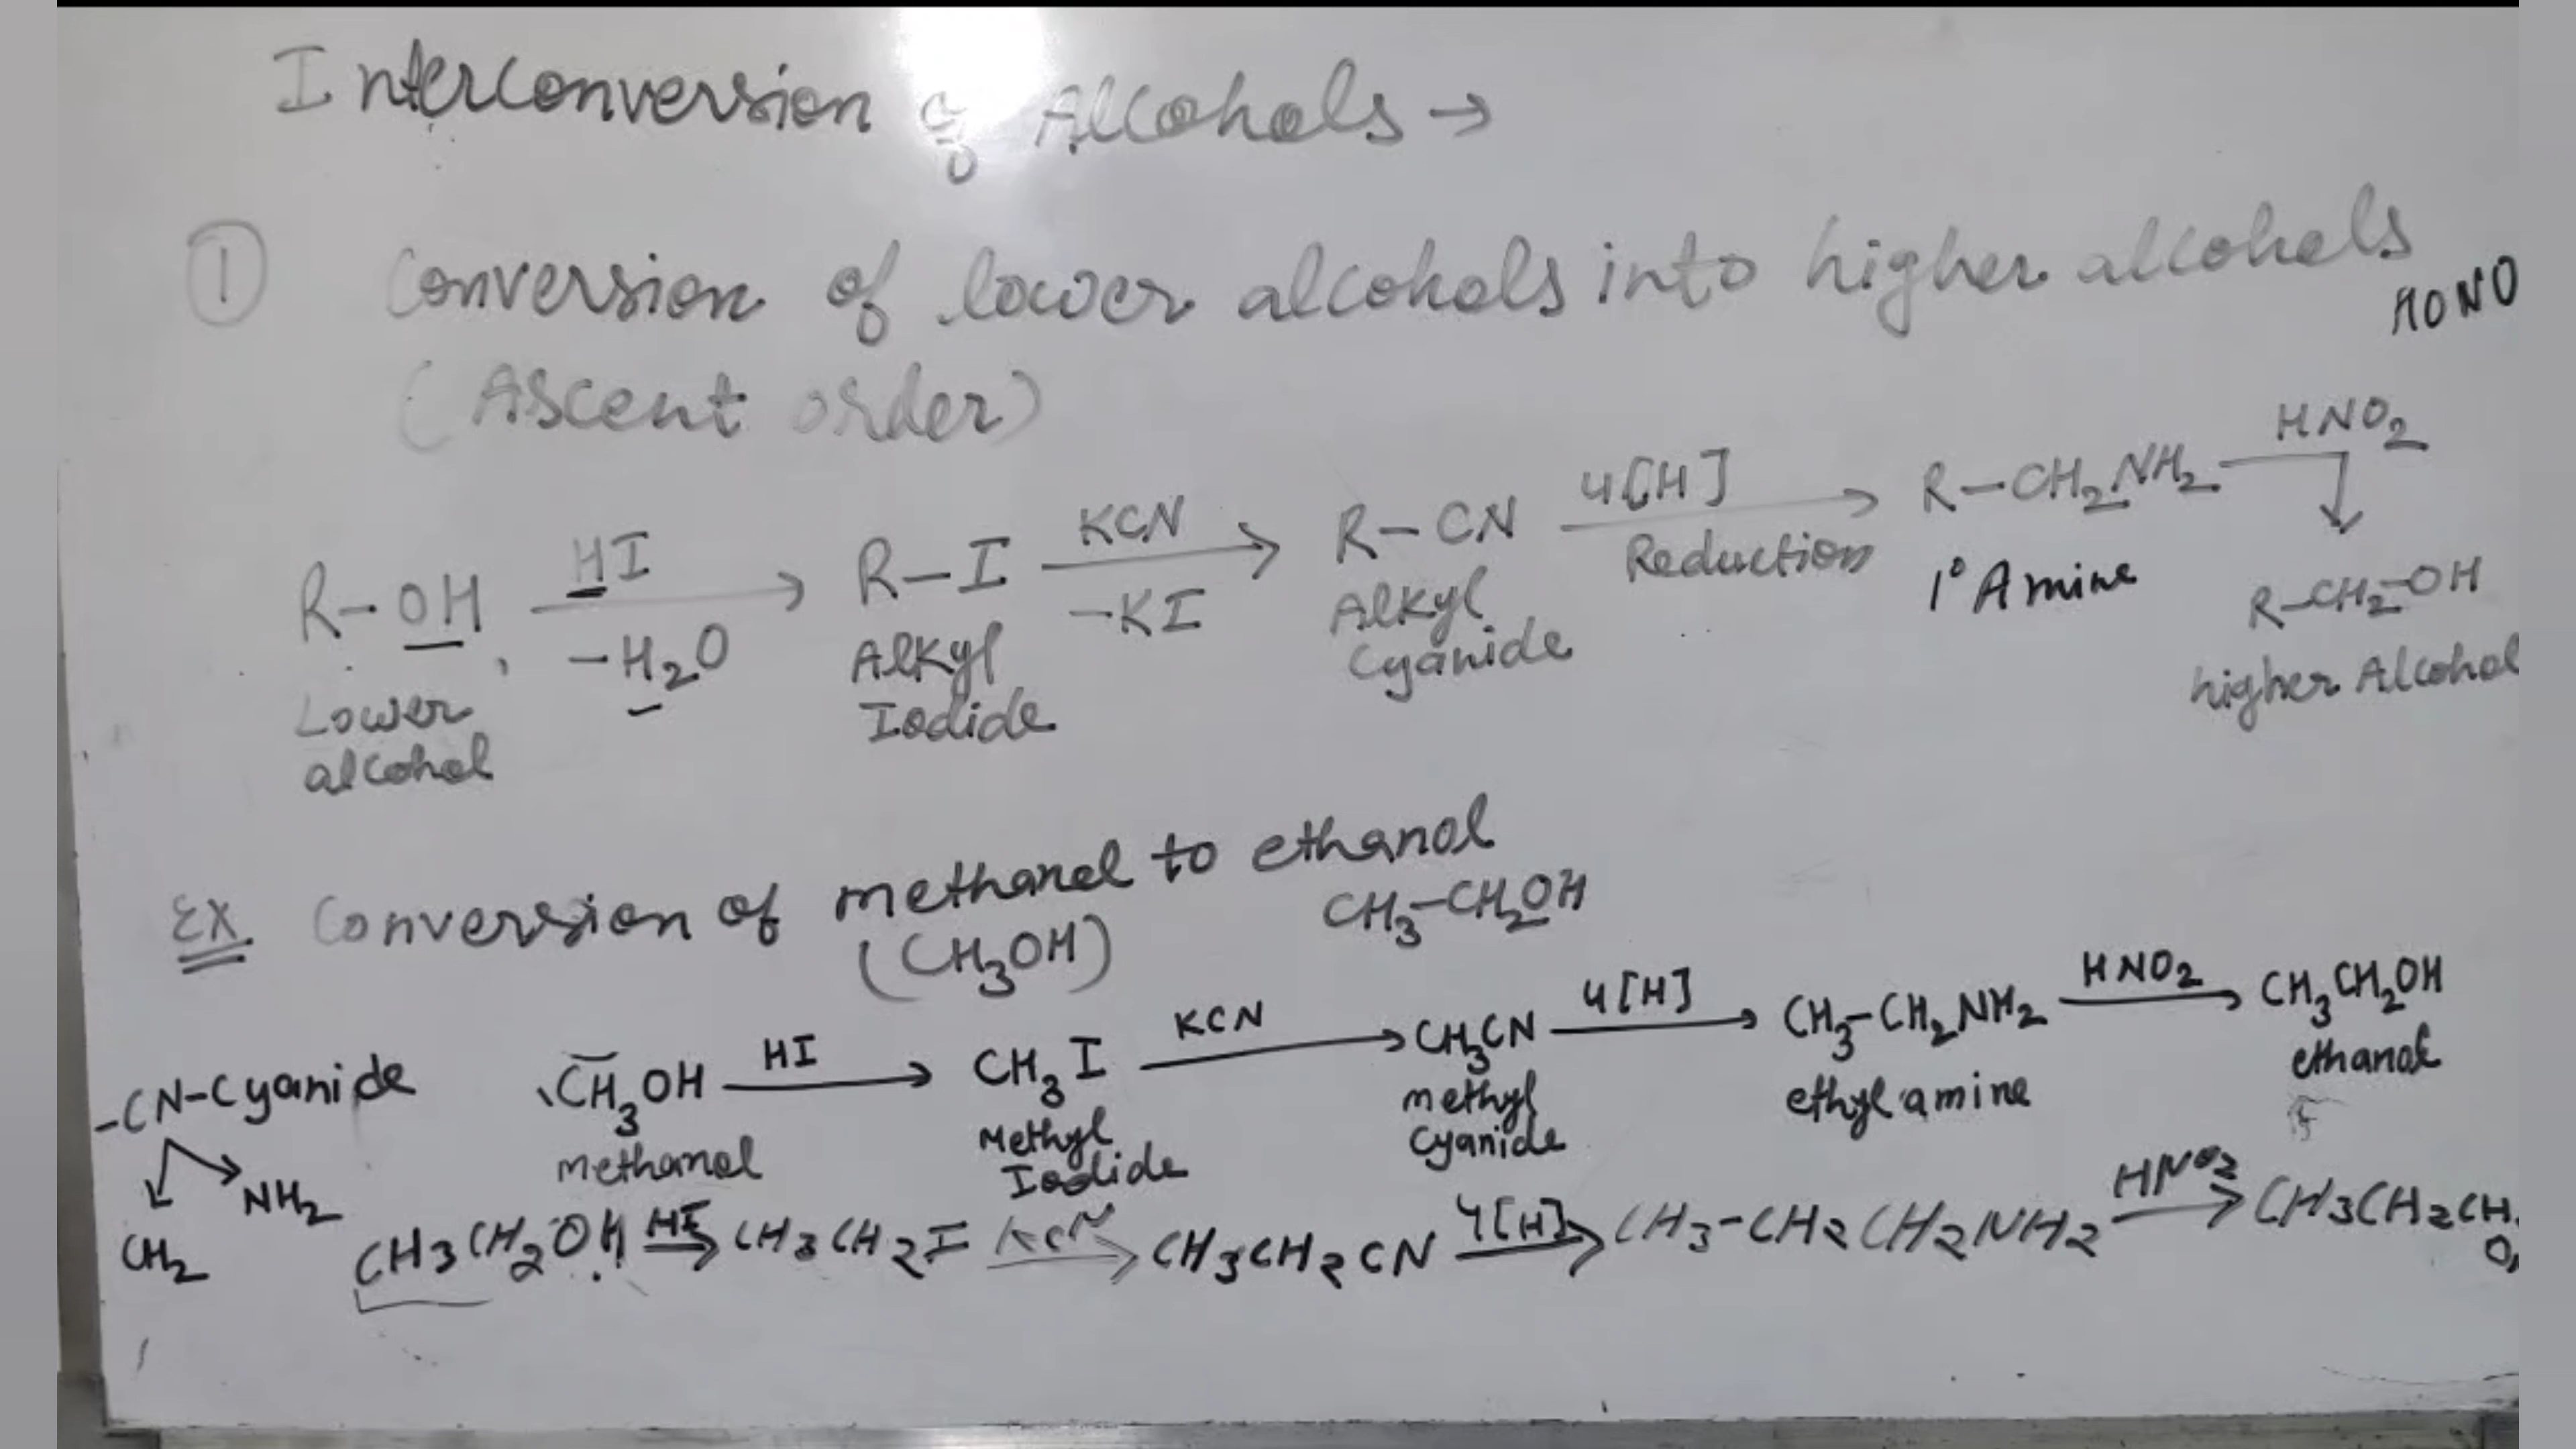 Interconversion of Alcohols →
① Conversion of lower alcohols into higher alcohols
HONO
(Ascent order)
R-OH —HI/-H2O→ R-I —KCN/-KI→ R-CN —4[H]/Reduction→ R-CH2NH2 —HNO2→ R-CH2-OH
Lower alcohol Alkyl Iodide Alkyl Cyanide 1° Amine higher Alcohol
Ex. Conversion of methanol to ethanol
(CH3OH) CH3-CH2OH
-CN-Cyanide
CH3OH —HI→ CH3I —KCN→ CH3CN —4[H]→ CH3-CH2NH2 —HNO2→ CH3CH2OH
methanol Methyl Iodide methyl Cyanide ethyl amine ethanol
NH2
CH2
CH3CH2OH —HI→ CH3CH2I —KCN→ CH3CH2CN —4[H]→ CH3-CH2CH2NH2 —HNO2→ CH3CH2CH